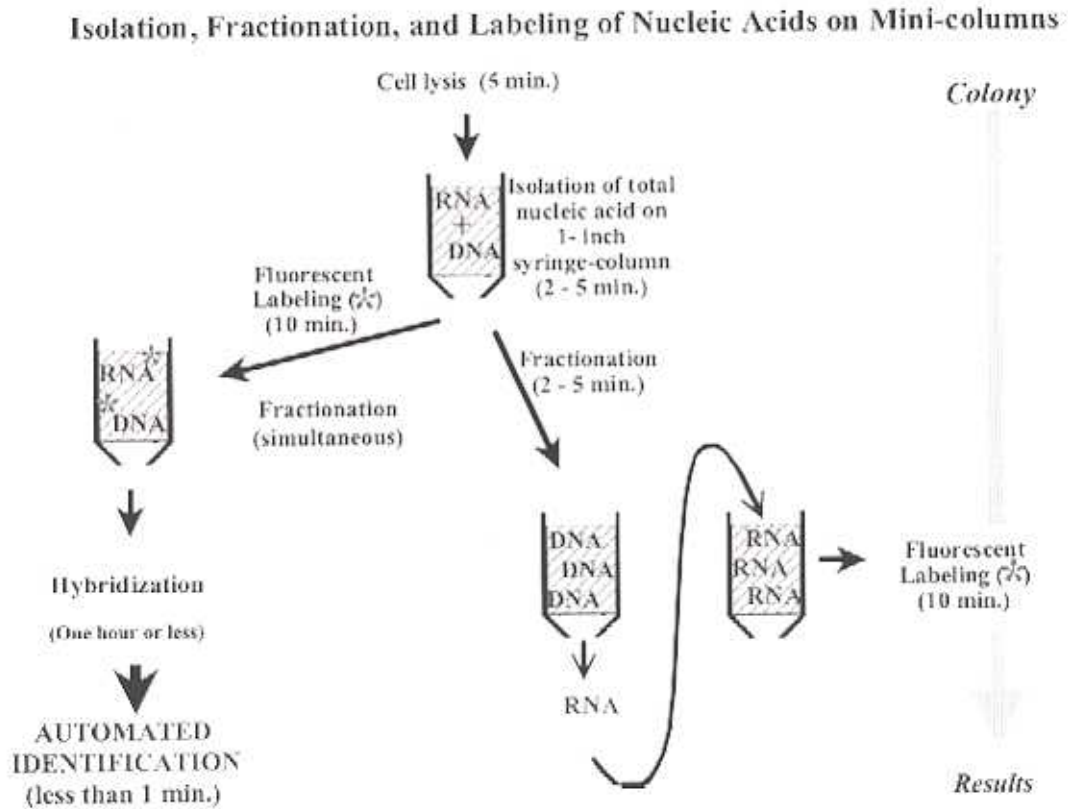 Isolation, Fractionation, and Labeling of Nucleic Acids on Mini-columns
Cell lysis (5 min.)
Colony
RNA
+
DNA
Isolation of total
nucleic acid on
1- inch
syringe-column
(2 - 5 min.)
Fluorescent
Labeling (*)
(10 min.)
RNA*
*DNA
Fractionation
(simultaneous)
Fractionation
(2 - 5 min.)
Hybridization
(One hour or less)
AUTOMATED
IDENTIFICATION
(less than 1 min.)
DNA
DNA
DNA
RNA
RNA
RNA
RNA
Fluorescent
Labeling (*)
(10 min.)
Results